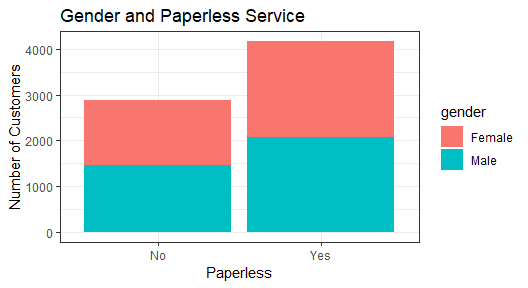 Gender and Paperless Service
Number of Customers
4000
3000
2000
1000
0
No
Yes
Paperless
gender
Female
Male